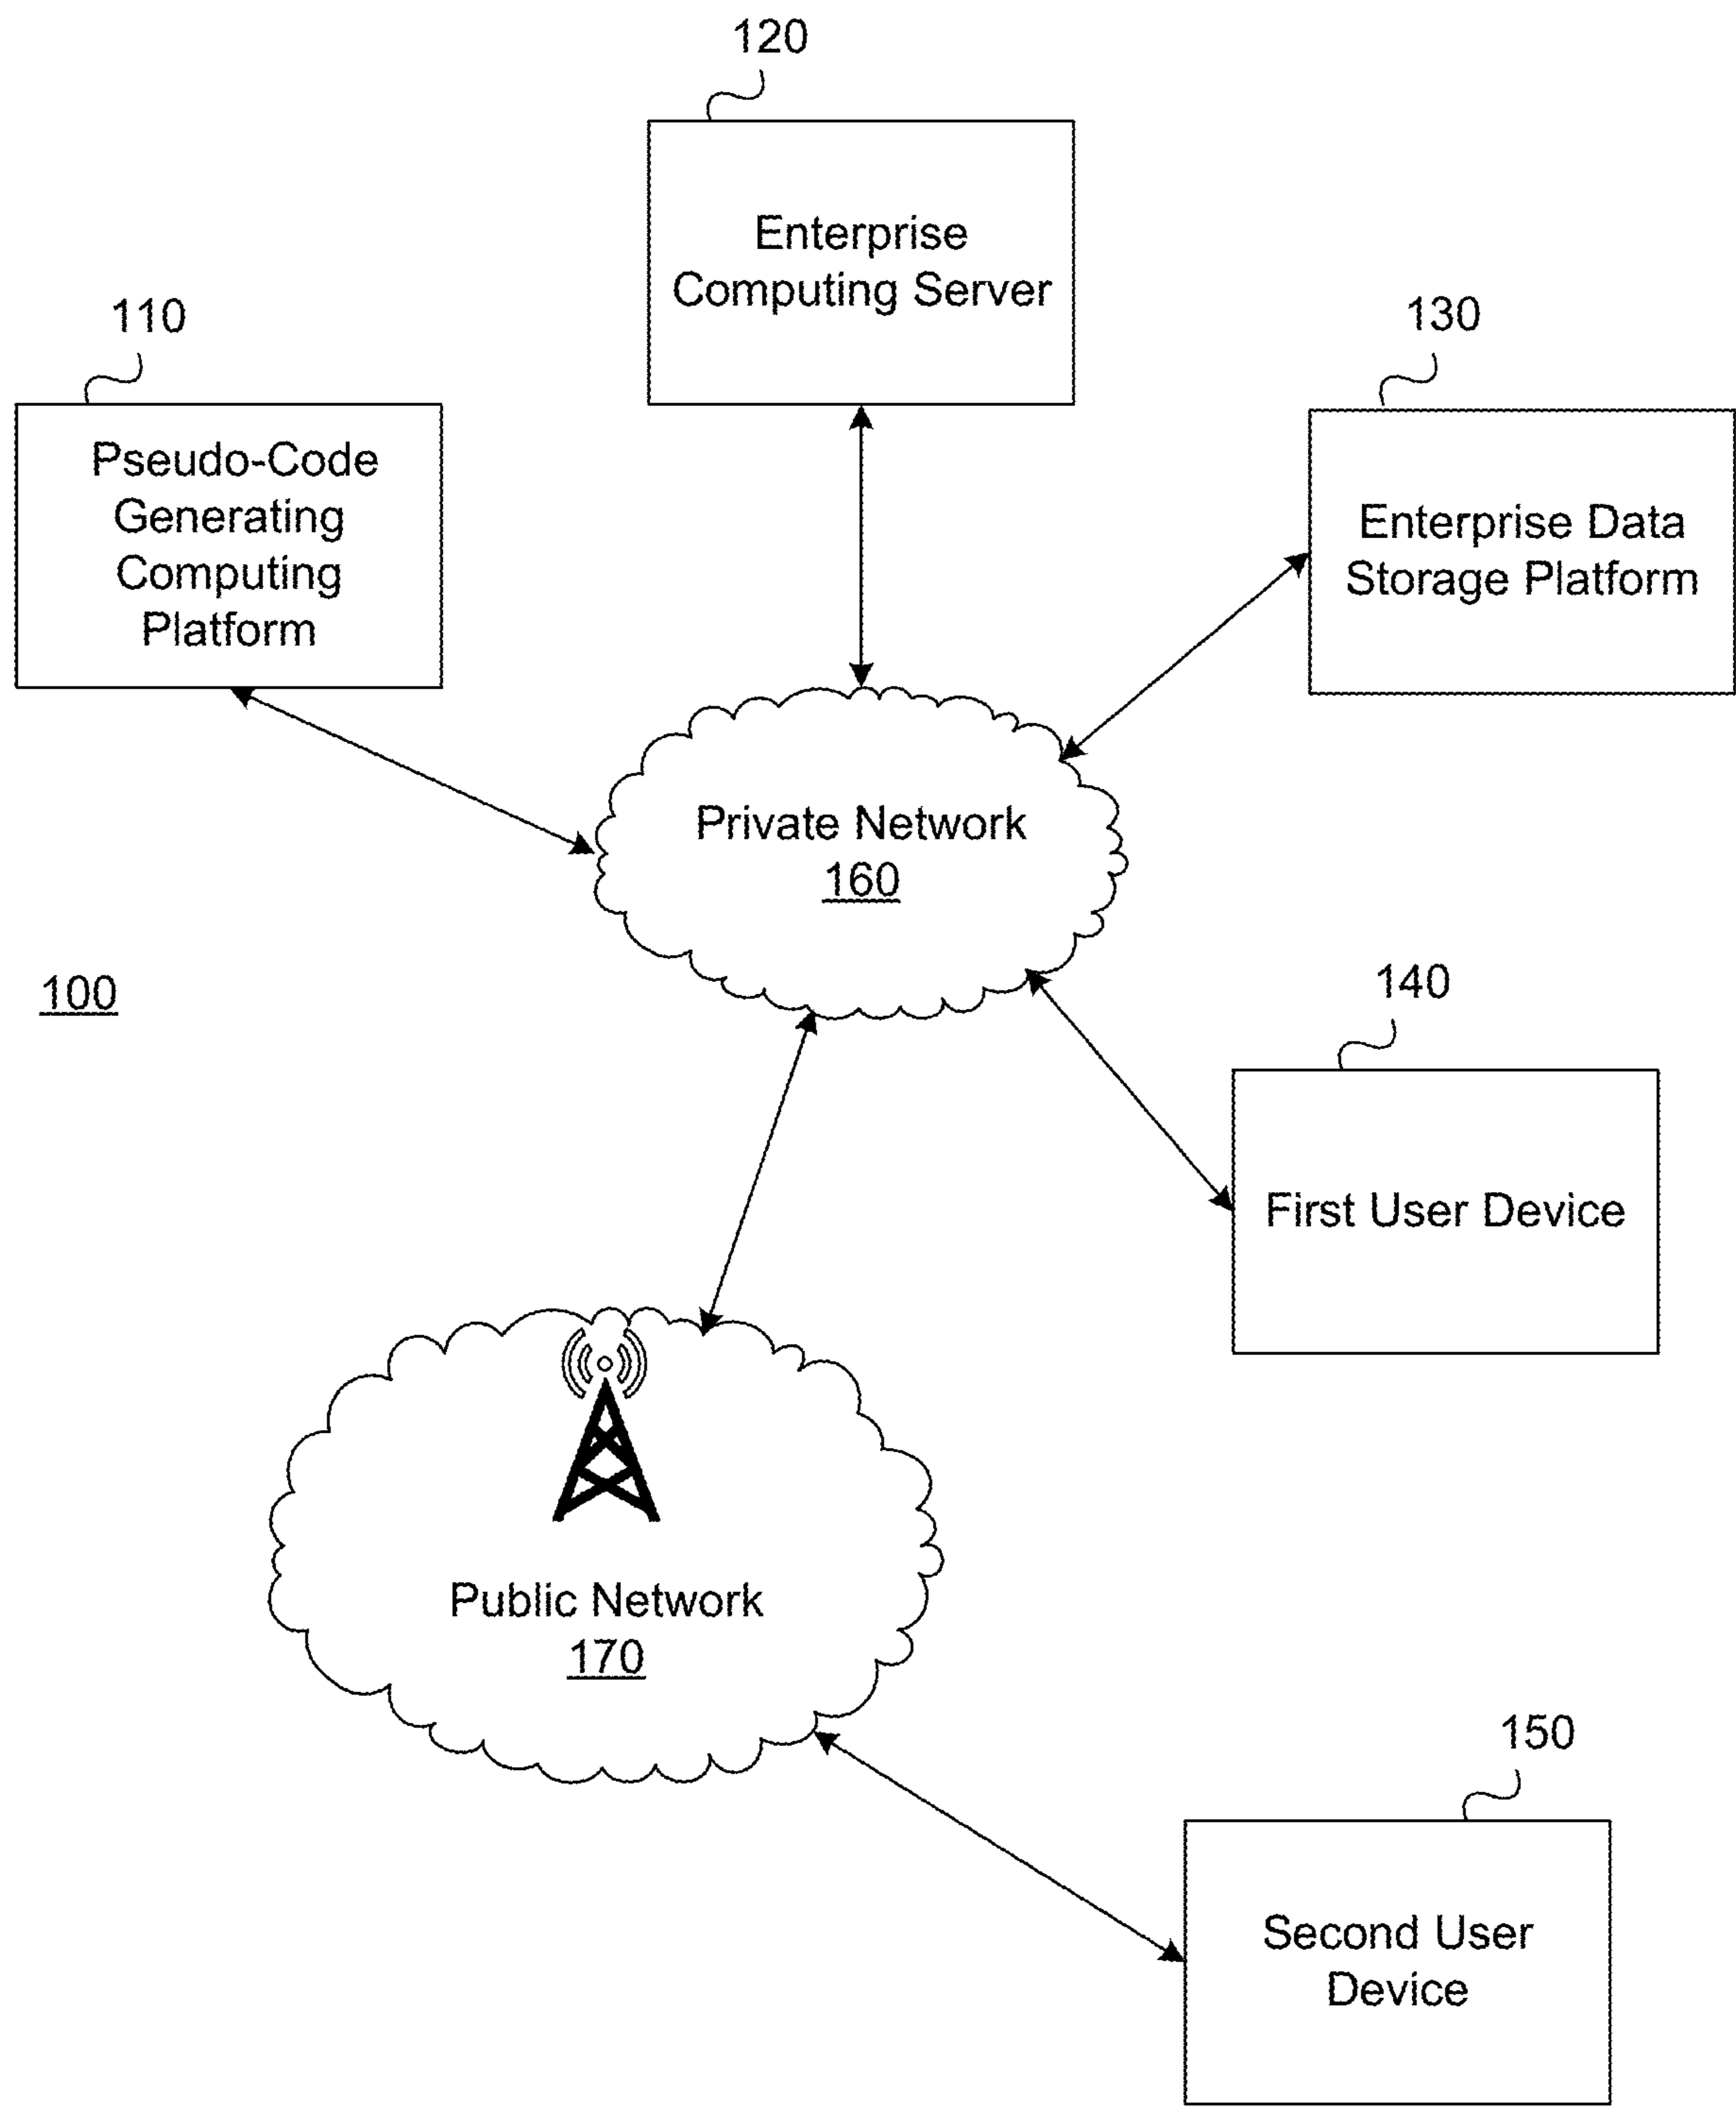 120
Enterprise
Computing Server
110
Pseudo-Code
Generating
Computing
Platform
130
Enterprise Data
Storage Platform
Private Network
160
100
140
First User Device
Public Network
170
150
Second User
Device